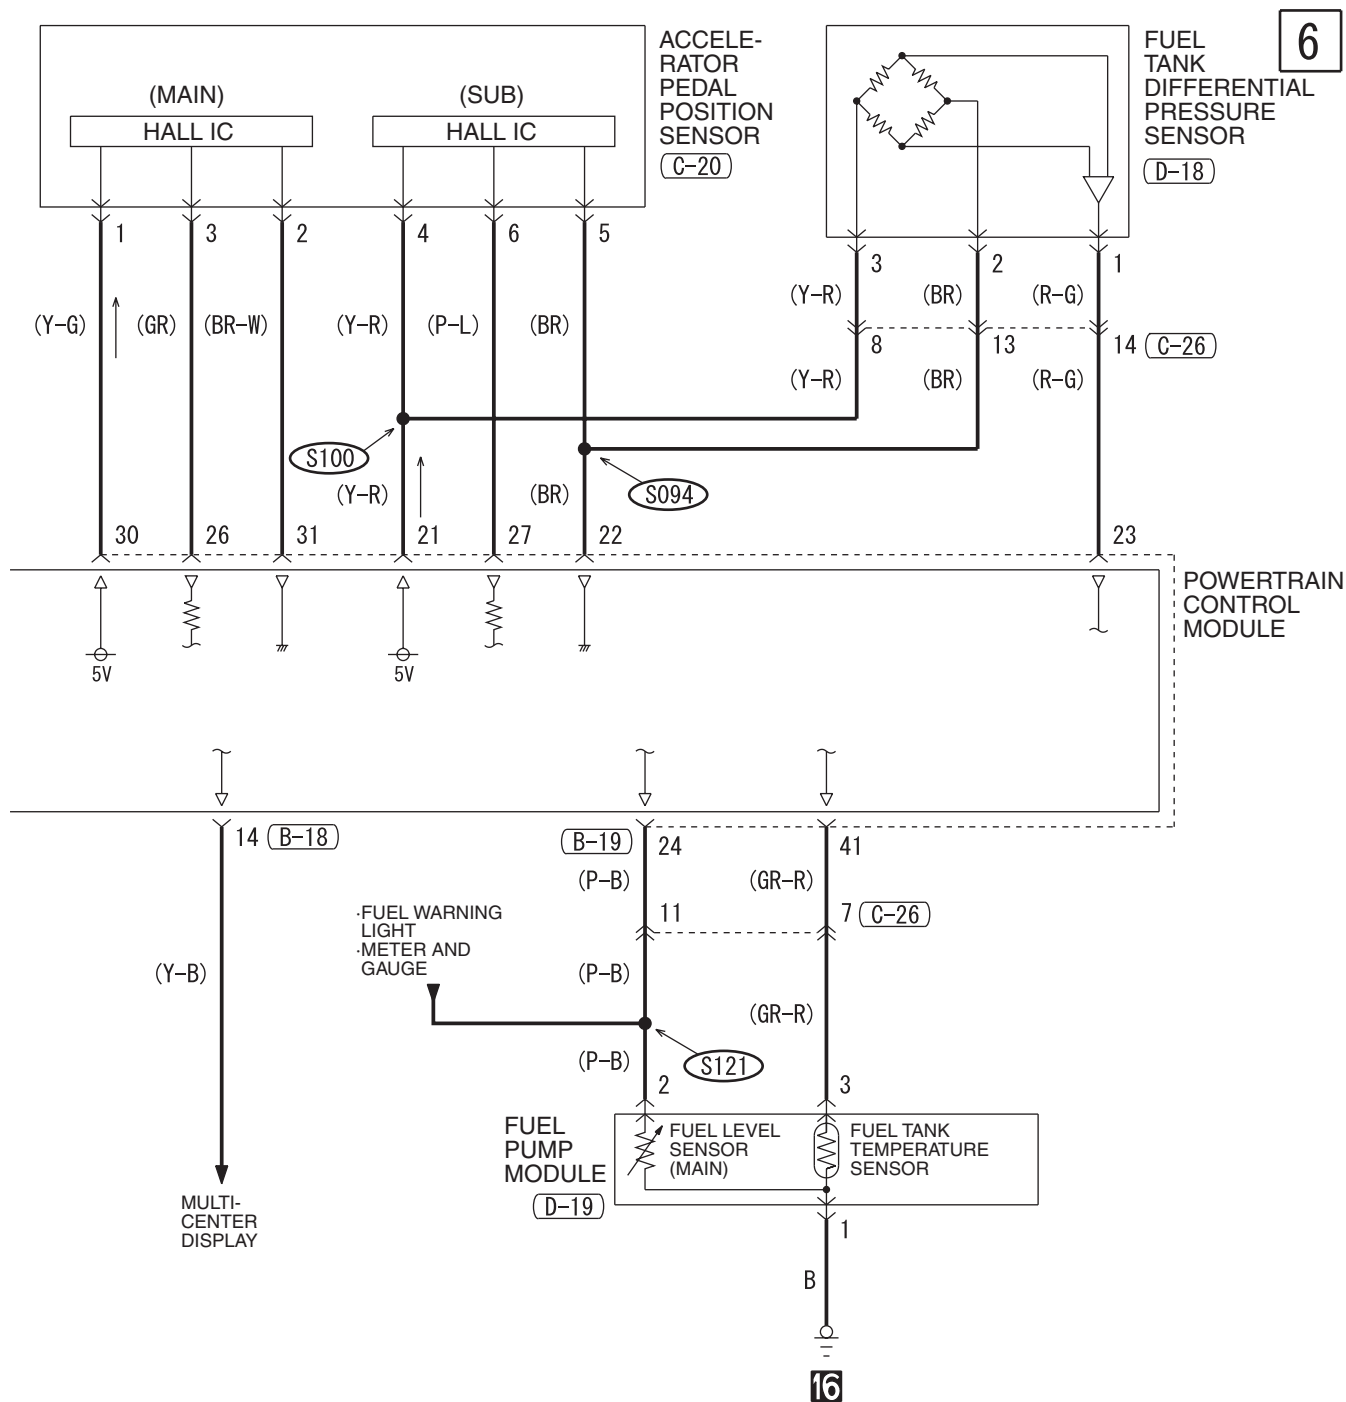 6
ACCELE-
RATOR
PEDAL
POSITION
SENSOR
C-20
(MAIN)
HALL IC
(SUB)
HALL IC
FUEL
TANK
DIFFERENTIAL
PRESSURE
SENSOR
D-18
1
3
2
4
6
5
3
2
1
(Y-G)
(GR)
(BR-W)
(Y-R)
(P-L)
(BR)
(Y-R)
(BR)
(R-G)
8
13
14
C-26
(Y-R)
(BR)
(R-G)
S100
S094
(Y-R)
(BR)
30
26
31
21
27
22
23
POWERTRAIN
CONTROL
MODULE
5V
5V
14
B-18
B-19
24
41
(P-B)
(GR-R)
·FUEL WARNING
LIGHT
·METER AND
GAUGE
11
7
C-26
(Y-B)
(P-B)
(GR-R)
(P-B)
S121
2
3
FUEL
PUMP
MODULE
D-19
FUEL LEVEL
SENSOR
(MAIN)
FUEL TANK
TEMPERATURE
SENSOR
MULTI-
CENTER
DISPLAY
1
B
16